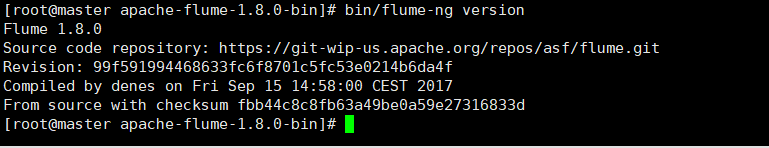 [root@master apache-flume-1.8.0-bin]# bin/flume-ng version
Flume 1.8.0
Source code repository: https://git-wip-us.apache.org/repos/asf/flume.git
Revision: 99f591994468633fc6f8701c5fc53e0214b6da4f
Compiled by denes on Fri Sep 15 14:58:00 CEST 2017
From source with checksum fbb44c8c8fb63a49be0a59e27316833d
[root@master apache-flume-1.8.0-bin]#